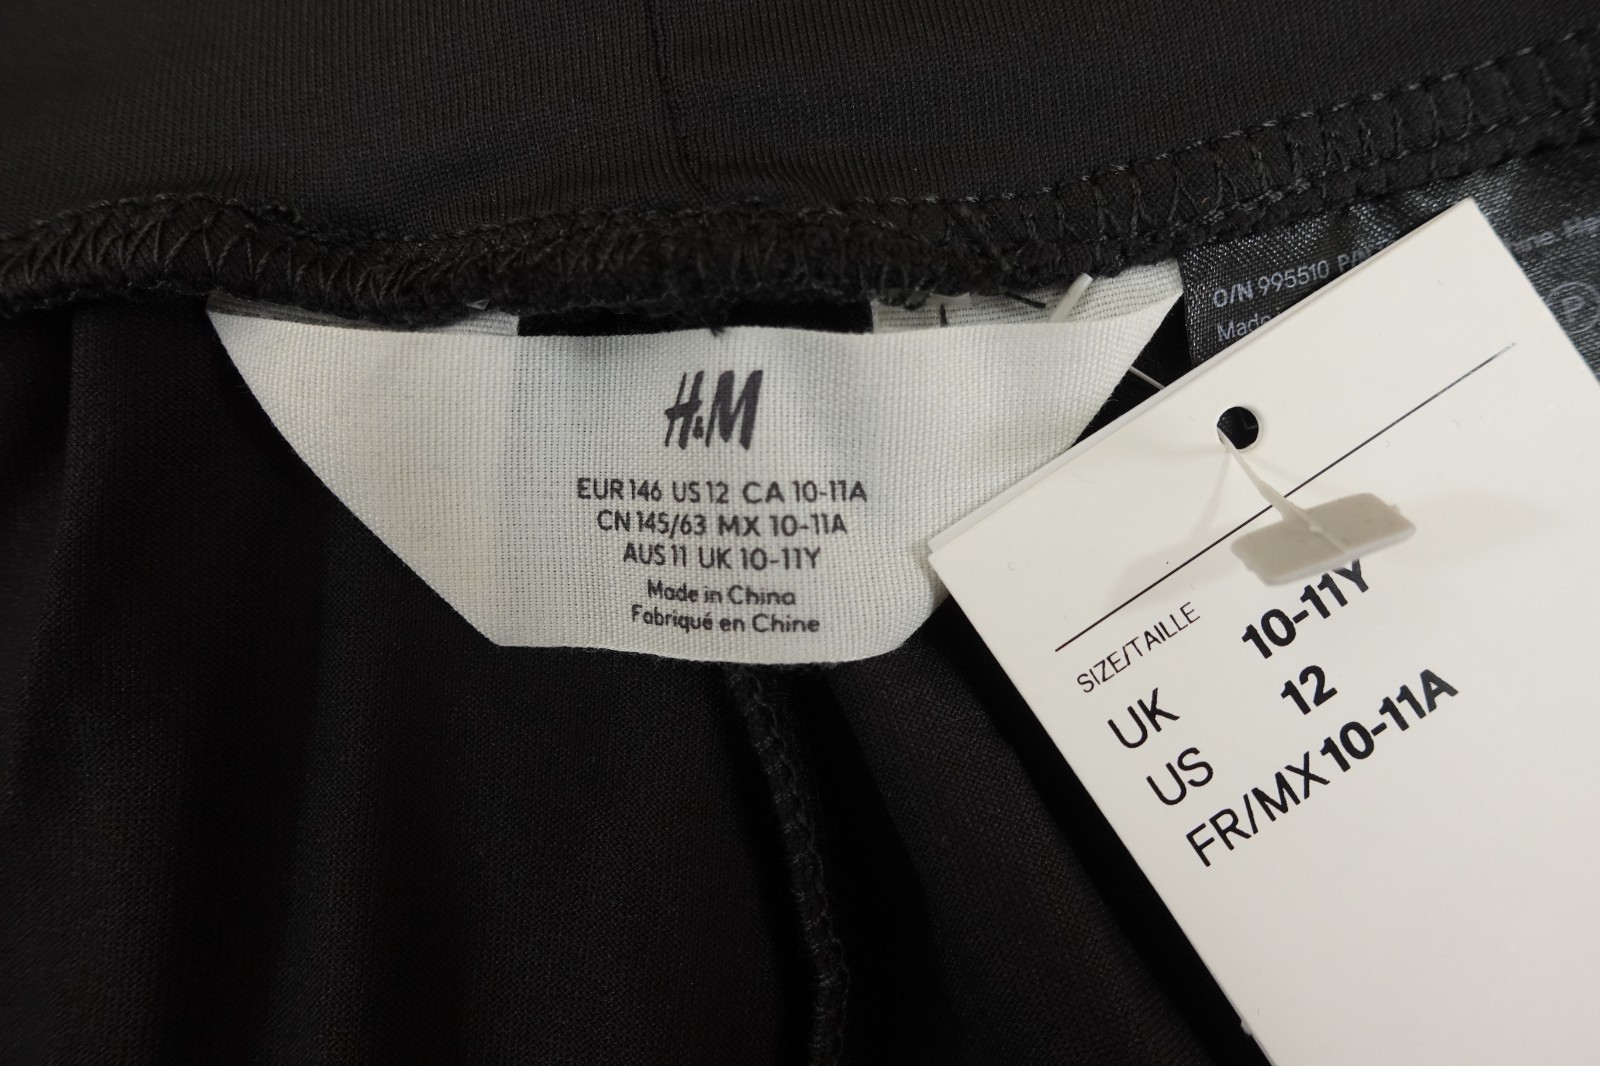 H&M
EUR 146 US 12 CA 10-11A
CN 145/63 MX 10-11A
AUS 11 UK 10-11Y
Made in China
Fabriqué en Chine
O/N 995510 P/N
Made
SIZE/TAILLE
UK 10-11Y
US 12
FR/MX 10-11A